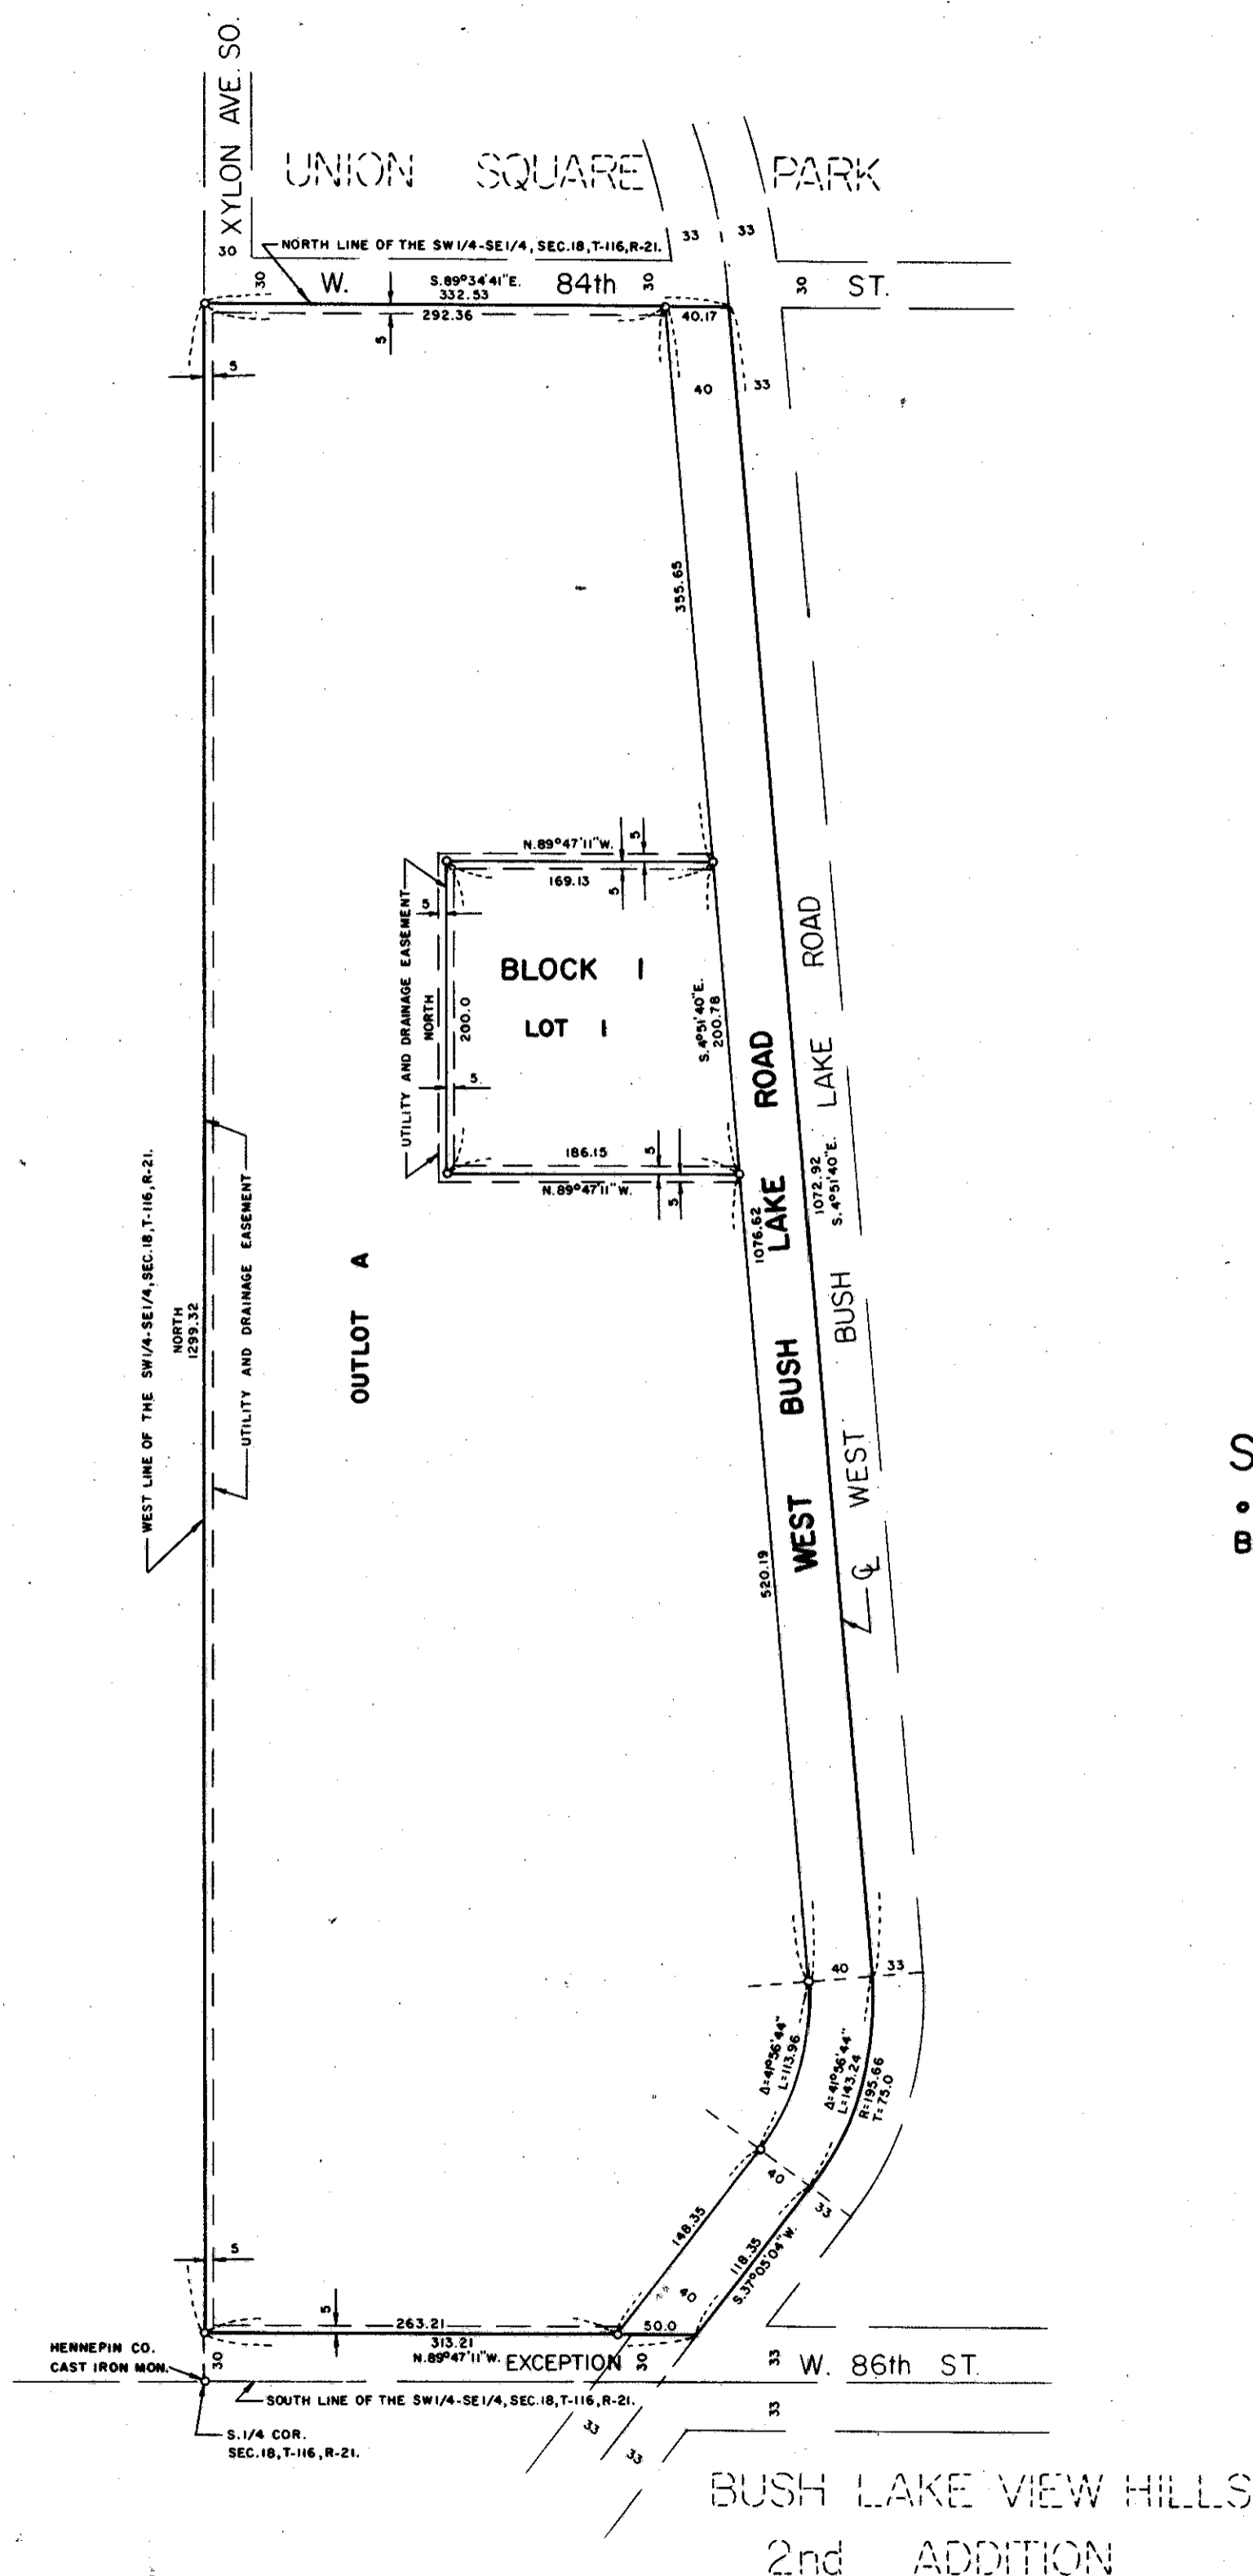 XYLON AVE. SO.
UNION SQUARE PARK
30
33
33
NORTH LINE OF THE SW1/4-SE1/4, SEC.18,T-116,R-21.
30
W. 84th ST.
S.89°34'41"E.
332.53
30
30
292.36
40.17
5
5
40
33
355.65
N.89°47'11"W.
5
169.13
5
UTILITY AND DRAINAGE EASEMENT
5
BLOCK 1
LOT 1
NORTH
200.0
S.4°51'40"E.
200.78
5
186.15
5
N.89°47'11"W.
5
WEST BUSH LAKE ROAD
WEST BUSH LAKE ROAD
1072.92
S.4°51'40"E.
1076.62
WEST LINE OF THE SW1/4-SE1/4, SEC.18,T-116,R-21.
NORTH
1299.32
UTILITY AND DRAINAGE EASEMENT
OUTLOT A
S
B
520.19
℄
40
33
Δ=41°56'44"
L=113.96
Δ=41°56'44"
L=143.24
R=195.66
T=75.0
40
33
148.35
118.35
S.37°05'04"W.
40
5
5
263.21
50.0
313.21
N.89°47'11"W.
EXCEPTION
HENNEPIN CO.
CAST IRON MON.
30
30
33
W. 86th ST.
SOUTH LINE OF THE SW1/4-SE1/4, SEC.18,T-116,R-21.
33
S.1/4 COR.
SEC.18,T-116,R-21.
33
33
BUSH LAKE VIEW HILLS
2nd ADDITION